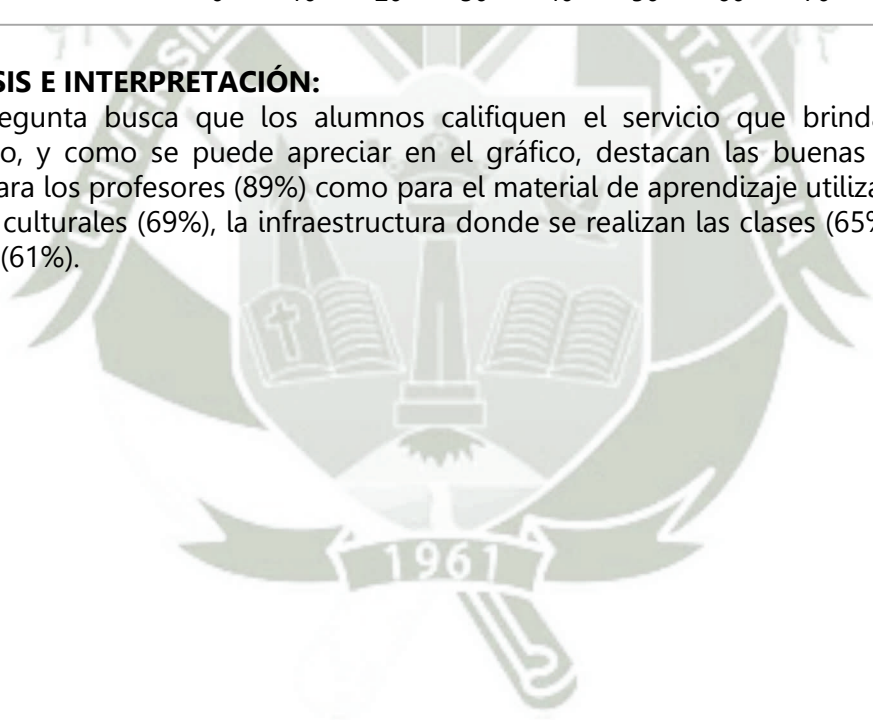 SIS E INTERPRETACIÓN:
egunta busca que los alumnos califiquen el servicio que brinda
o, y como se puede apreciar en el gráfico, destacan las buenas
ara los profesores (89%) como para el material de aprendizaje utiliza
culturales (69%), la infraestructura donde se realizan las clases (65%
(61%).
1961